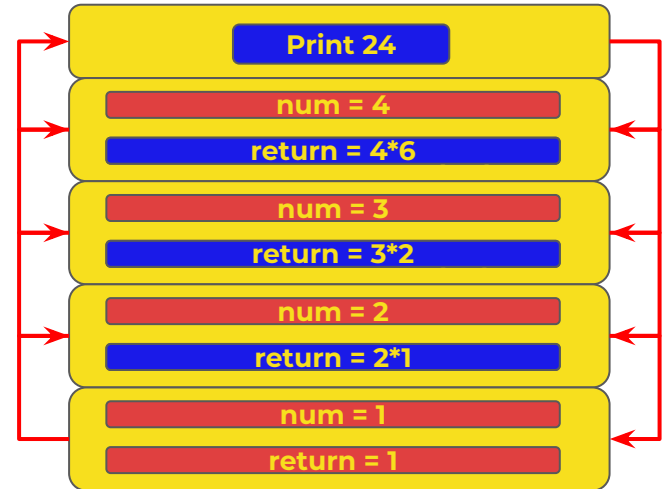 Print 24
num = 4
return = 4*6
num = 3
return = 3*2
num = 2
return = 2*1
num = 1
return = 1